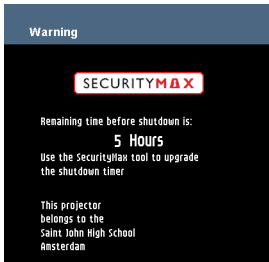 Warning
SECURITYMAX
Remaining time before shutdown is:
5 Hours
Use the SecurityMax tool to upgrade
the shutdown timer
This projector
belongs to the
Saint John High School
Amsterdam